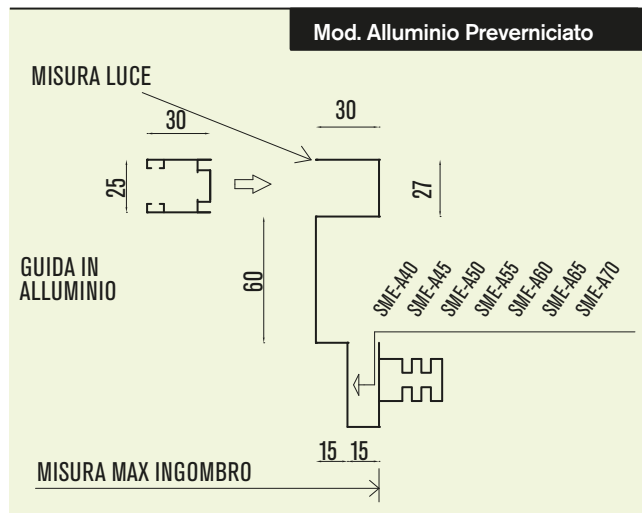 Mod. Alluminio Preverniciato
MISURA LUCE
30
30
25
27
GUIDA IN
ALLUMINIO
60
SME-A40
SME-A45
SME-A50
SME-A55
SME-A60
SME-A65
SME-A70
15
15
MISURA MAX INGOMBRO